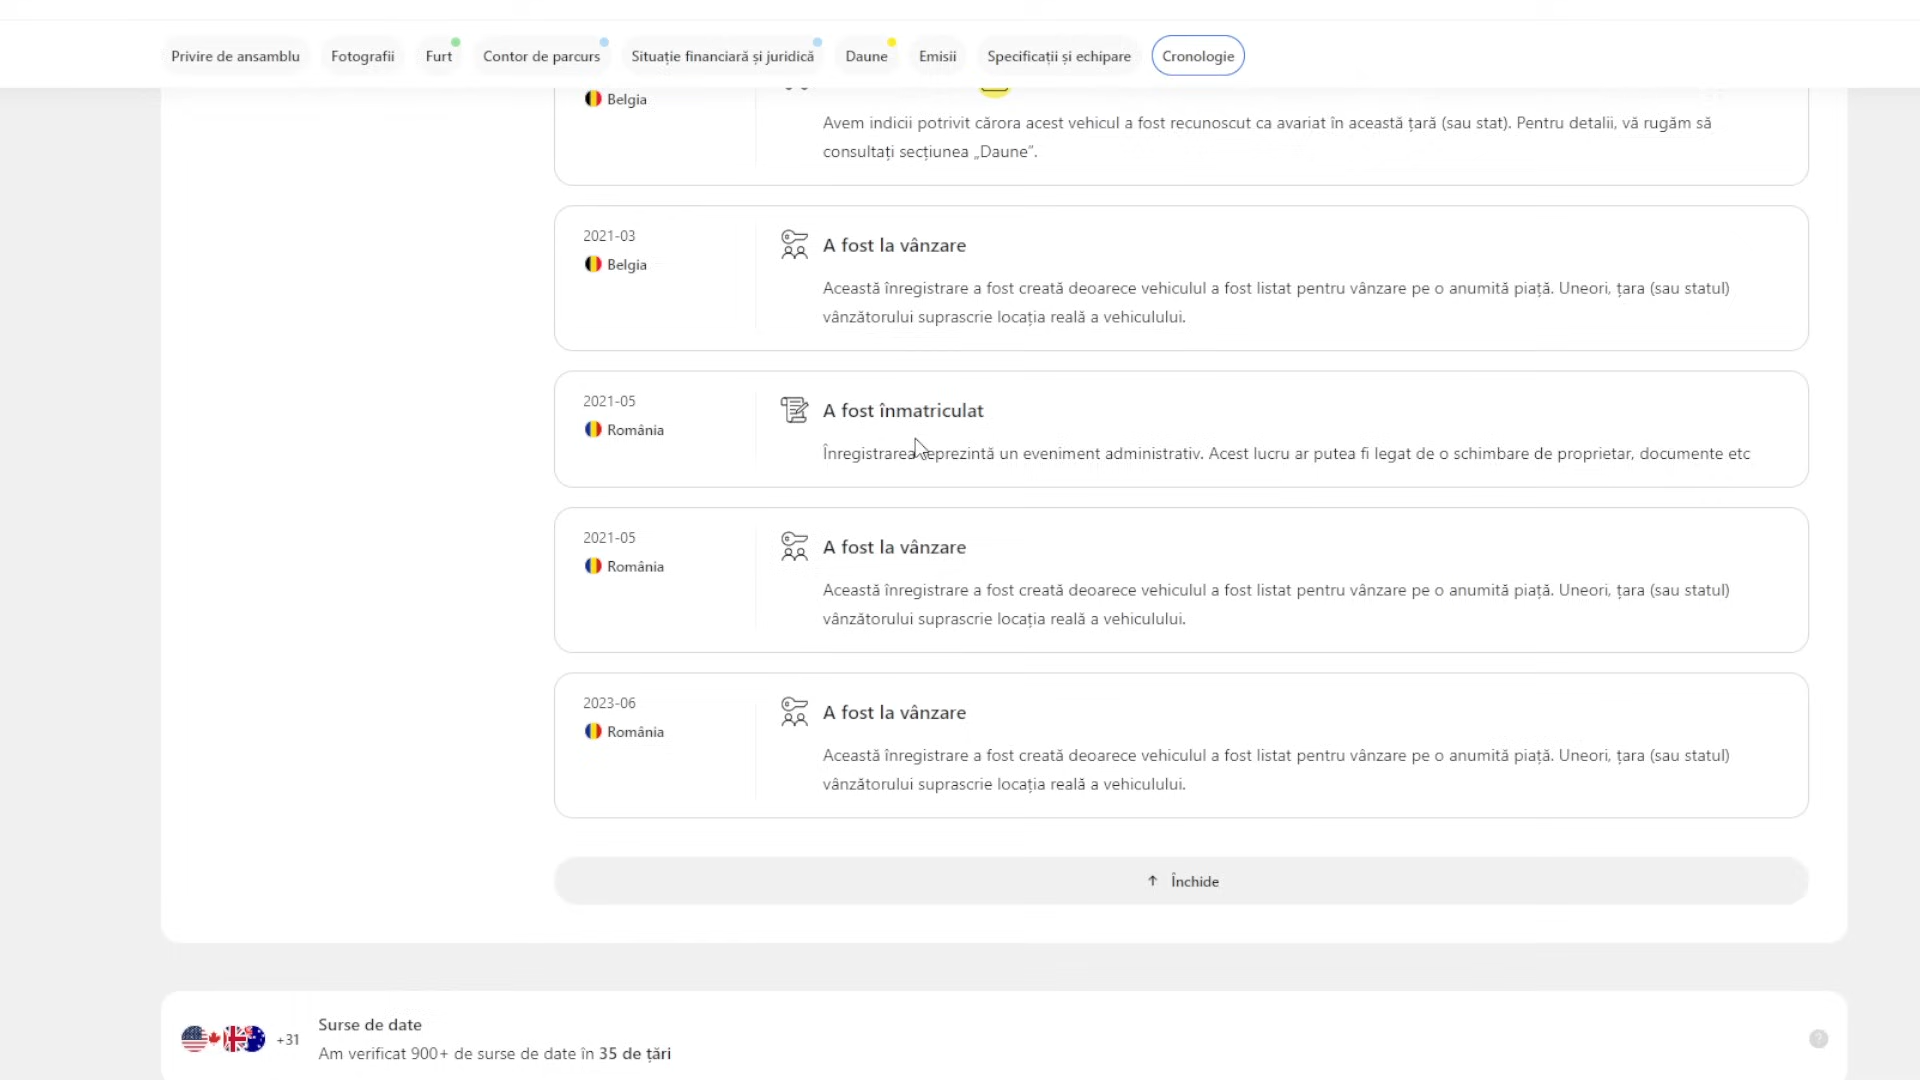 Privire de ansamblu
Fotografii
Furt
Contor de parcurs
Situație financiară și juridică
Daune
Emisii
Specificații și echipare
Cronologie
Belgia
Avem indicii potrivit cărora acest vehicul a fost recunoscut ca avariat în această țară (sau stat). Pentru detalii, vă rugăm să
consultați secțiunea „Daune”.
2021-03
Belgia
A fost la vânzare
Această înregistrare a fost creată deoarece vehiculul a fost listat pentru vânzare pe o anumită piață. Uneori, țara (sau statul)
vânzătorului suprascrie locația reală a vehiculului.
2021-05
România
A fost înmatriculat
Înregistrarea reprezintă un eveniment administrativ. Acest lucru ar putea fi legat de o schimbare de proprietar, documente etc
2021-05
România
A fost la vânzare
Această înregistrare a fost creată deoarece vehiculul a fost listat pentru vânzare pe o anumită piață. Uneori, țara (sau statul)
vânzătorului suprascrie locația reală a vehiculului.
2023-06
România
A fost la vânzare
Această înregistrare a fost creată deoarece vehiculul a fost listat pentru vânzare pe o anumită piață. Uneori, țara (sau statul)
vânzătorului suprascrie locația reală a vehiculului.
↑ Închide
+31
Surse de date
Am verificat 900+ de surse de date în 35 de țări
?